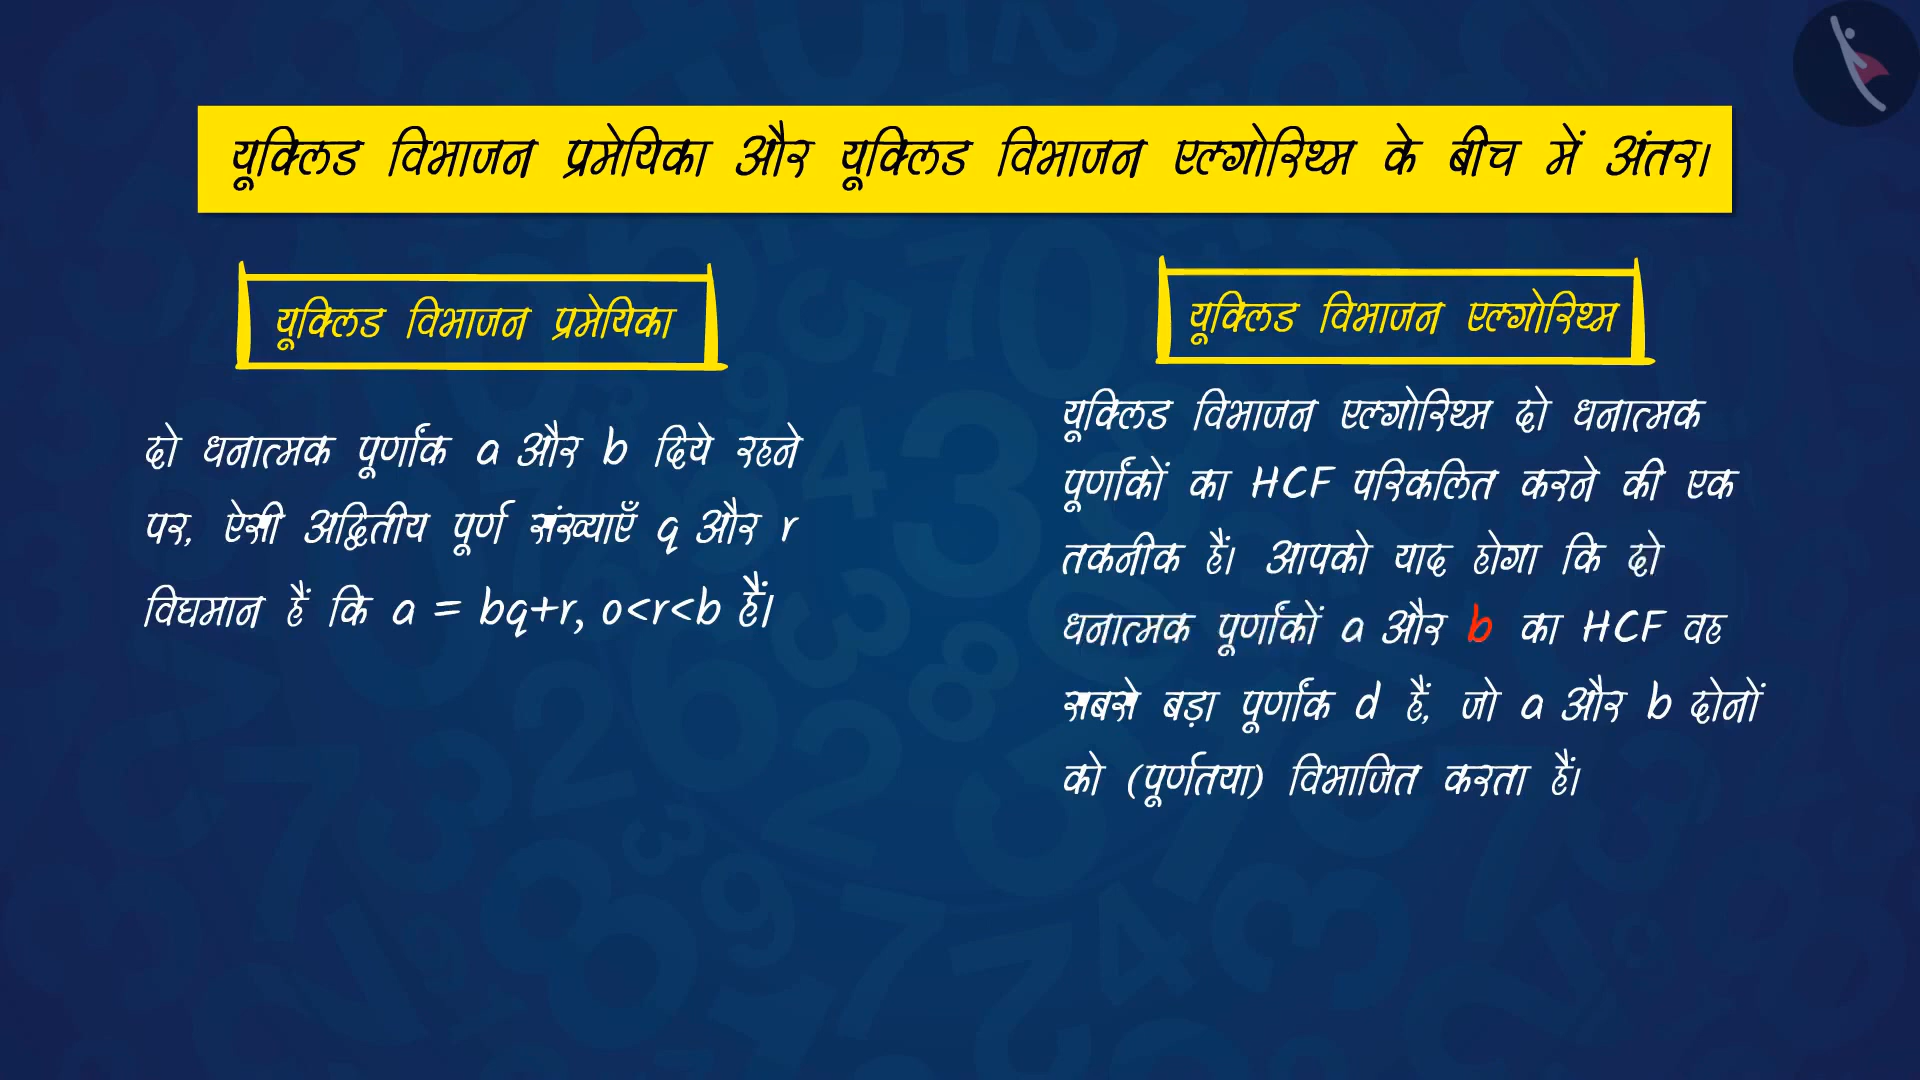 यूक्लिड विभाजन प्रमेयिका और यूक्लिड विभाजन एल्गोरिथ्म के बीच में अंतर।
यूक्लिड विभाजन प्रमेयिका
दो धनात्मक पूर्णांक a और b दिये रहने
पर, ऐसी अद्वितीय पूर्ण संख्याएँ q और r
विद्यमान हैं कि a = bq+r, o<r<b हैं।
यूक्लिड विभाजन एल्गोरिथ्म
यूक्लिड विभाजन एल्गोरिथ्म दो धनात्मक
पूर्णांकों का HCF परिकलित करने की एक
तकनीक हैं। आपको याद होगा कि दो
धनात्मक पूर्णांकों a और b का HCF वह
सबसे बड़ा पूर्णांक d हैं, जो a और b दोनों
को (पूर्णतया) विभाजित करता हैं।